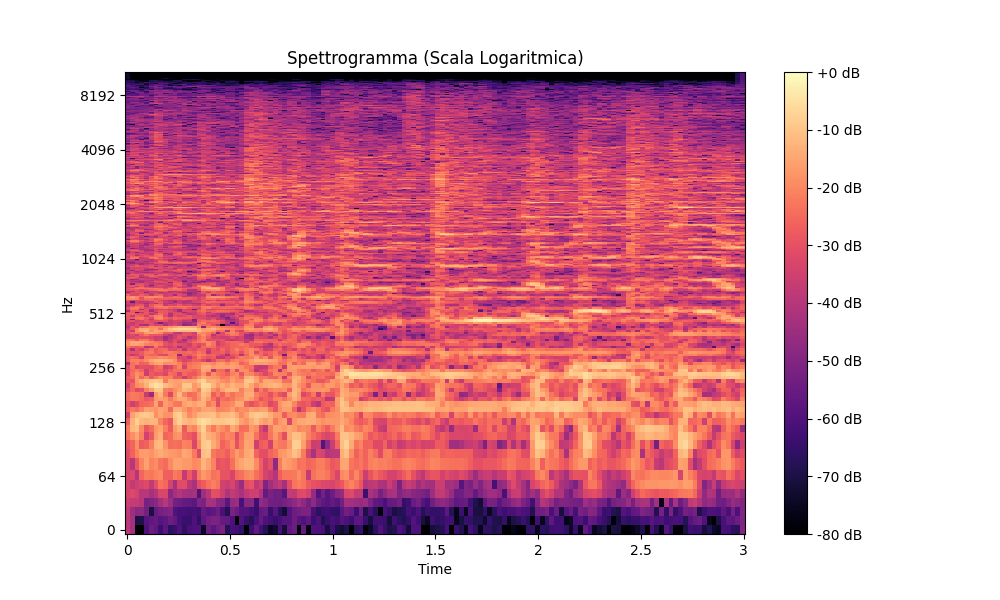 Spettrogramma (Scala Logaritmica)
Hz
8192
4096
2048
1024
512
256
128
64
0
0
0.5
1
1.5
2
2.5
3
Time
+0 dB
-10 dB
-20 dB
-30 dB
-40 dB
-50 dB
-60 dB
-70 dB
-80 dB